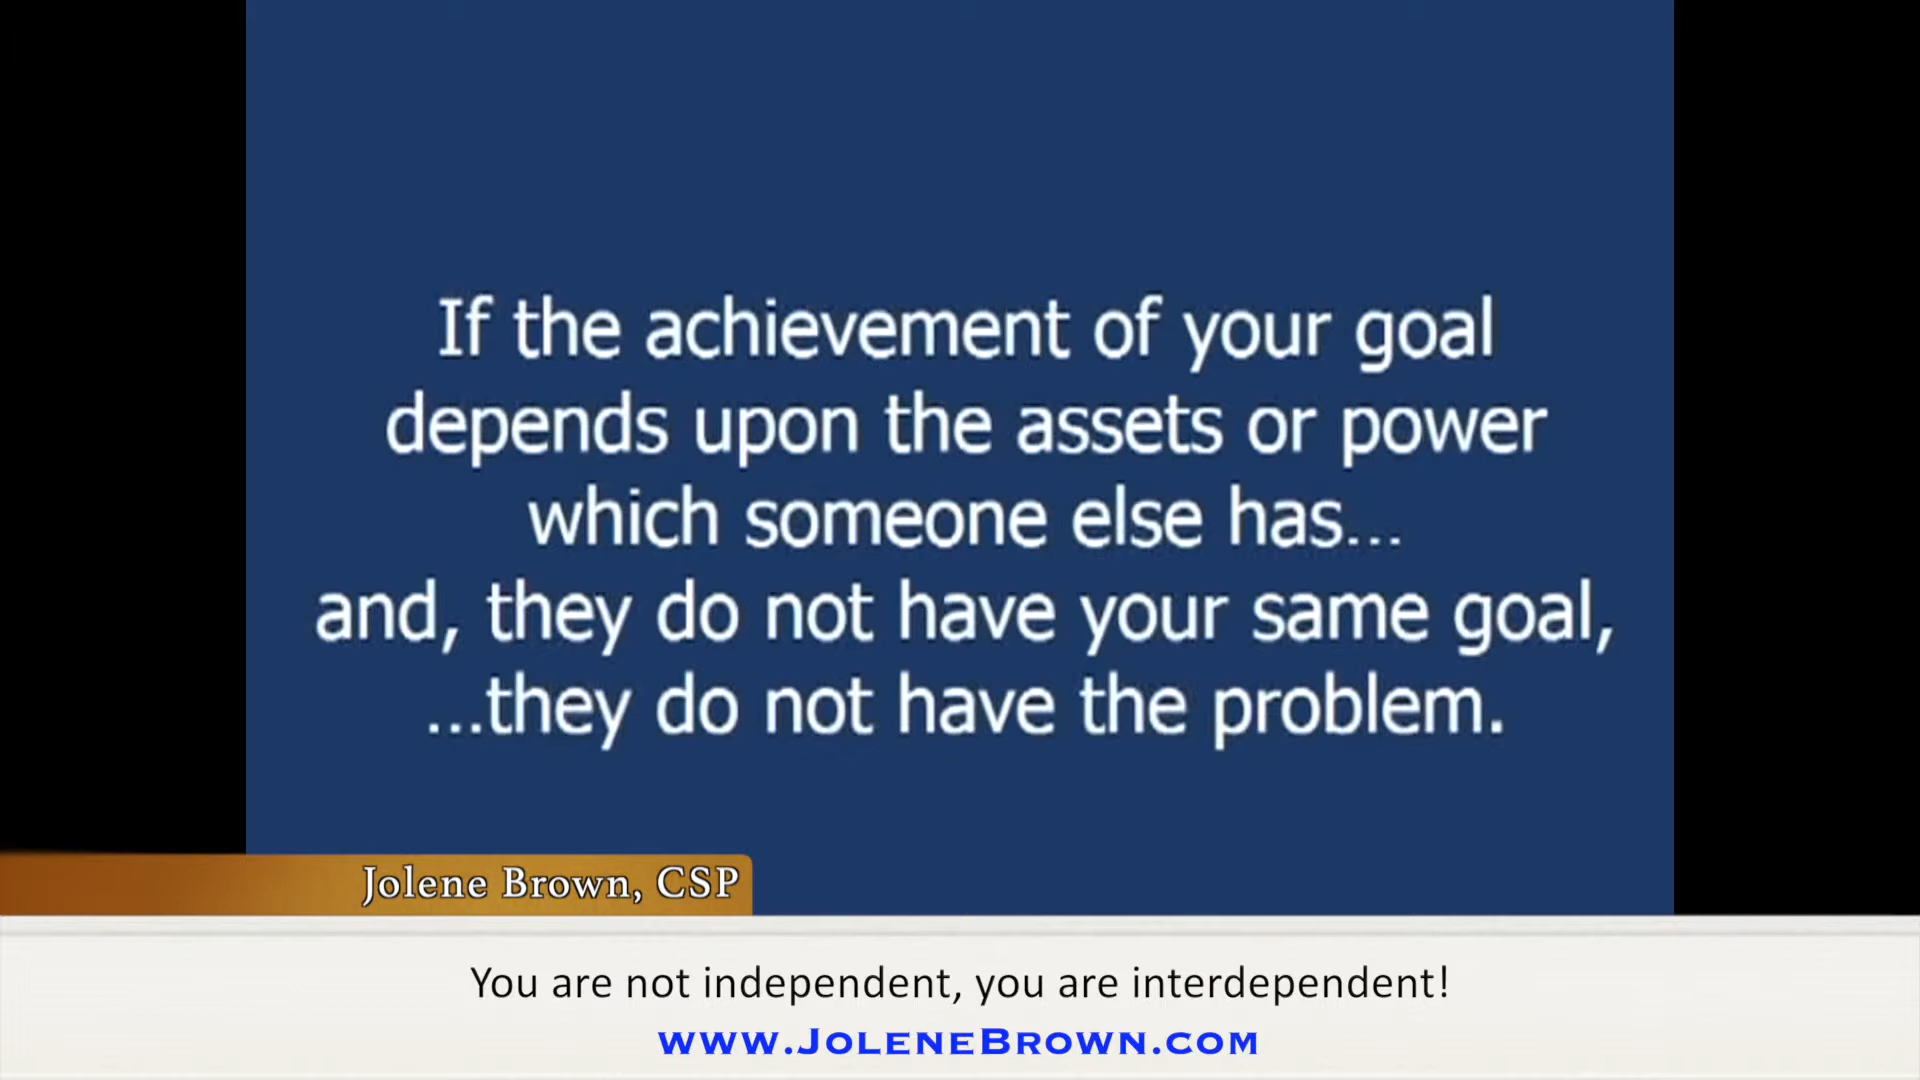 If the achievement of your goal
depends upon the assets or power
which someone else has...
and, they do not have your same goal,
...they do not have the problem.
Jolene Brown, CSP
You are not independent, you are interdependent!
www.JoleneBrown.com